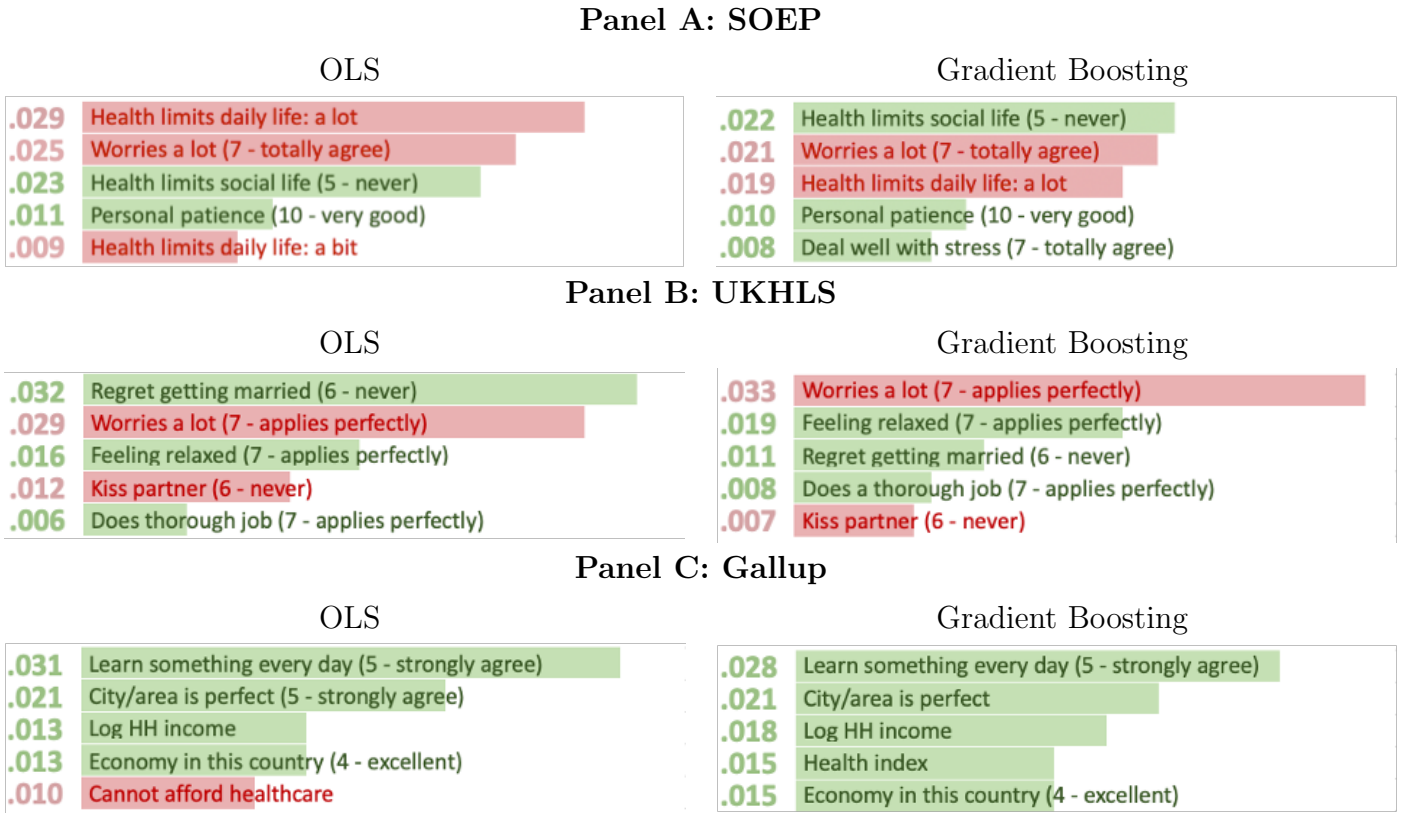 Panel A: SOEP
OLS
.029 Health limits daily life: a lot
.025 Worries a lot (7 - totally agree)
.023 Health limits social life (5 - never)
.011 Personal patience (10 - very good)
.009 Health limits daily life: a bit
Gradient Boosting
.022 Health limits social life (5 - never)
.021 Worries a lot (7 - totally agree)
.019 Health limits daily life: a lot
.010 Personal patience (10 - very good)
.008 Deal well with stress (7 - totally agree)
Panel B: UKHLS
OLS
.032 Regret getting married (6 - never)
.029 Worries a lot (7 - applies perfectly)
.016 Feeling relaxed (7 - applies perfectly)
.012 Kiss partner (6 - never)
.006 Does thorough job (7 - applies perfectly)
Gradient Boosting
.033 Worries a lot (7 - applies perfectly)
.019 Feeling relaxed (7 - applies perfectly)
.011 Regret getting married (6 - never)
.008 Does a thorough job (7 - applies perfectly)
.007 Kiss partner (6 - never)
Panel C: Gallup
OLS
.031 Learn something every day (5 - strongly agree)
.021 City/area is perfect (5 - strongly agree)
.013 Log HH income
.013 Economy in this country (4 - excellent)
.010 Cannot afford healthcare
Gradient Boosting
.028 Learn something every day (5 - strongly agree)
.021 City/area is perfect
.018 Log HH income
.015 Health index
.015 Economy in this country (4 - excellent)